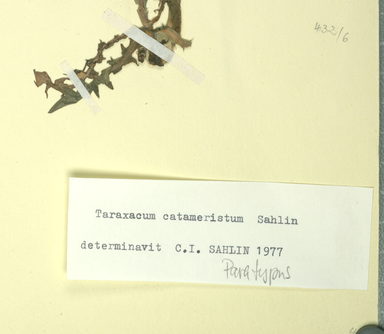 432/6
Taraxacum catameristum Sahlin
determinavit C.I. SAHLIN 1977
Paratypus